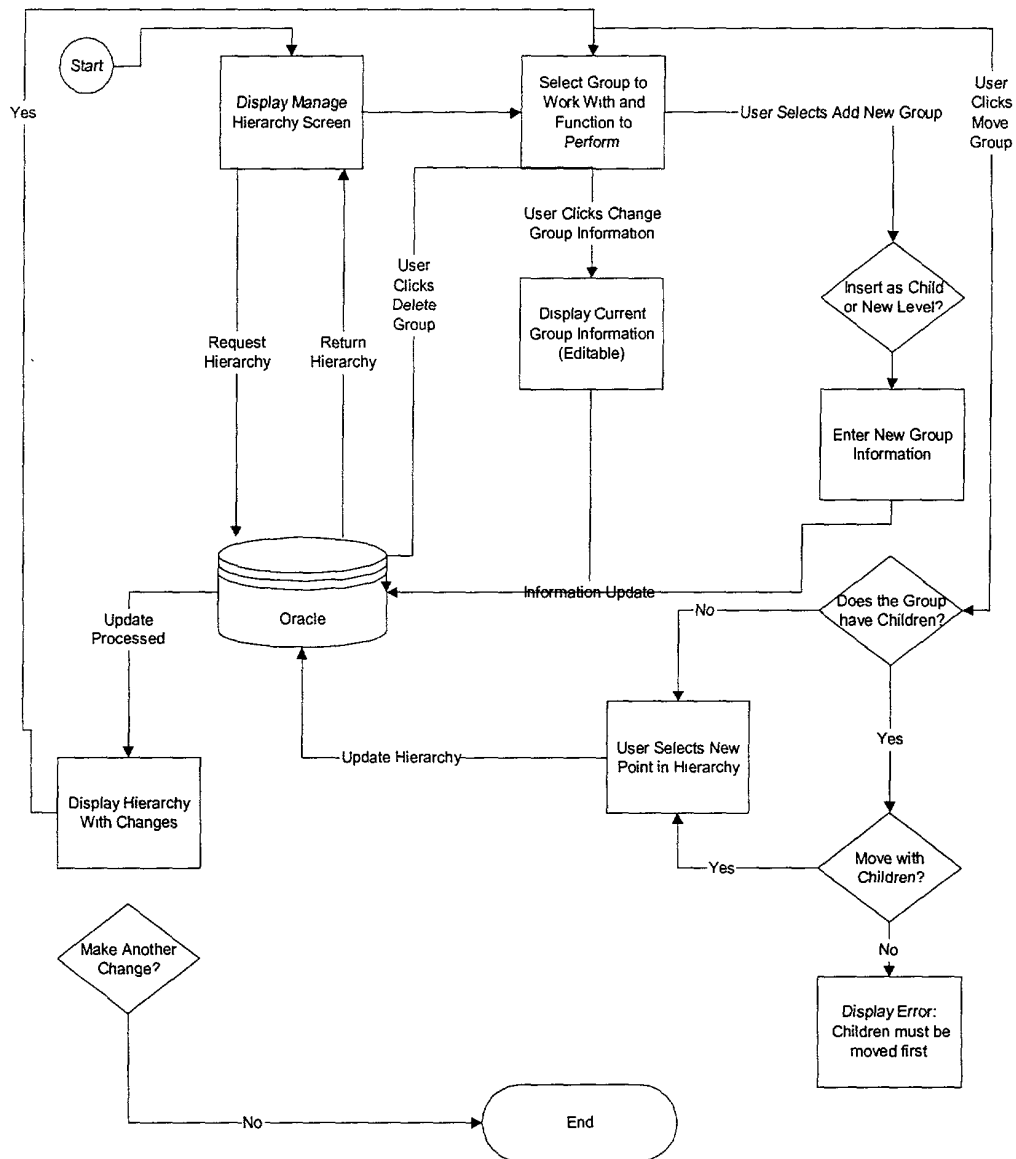 Start
Yes
Display Manage
Hierarchy Screen
Select Group to
Work With and
Function to
Perform
User Selects Add New Group
User
Clicks
Move
Group
User Clicks Change
Group Information
User
Clicks
Delete
Group
Insert as Child
or New Level?
Display Current
Group Information
(Editable)
Request
Hierarchy
Return
Hierarchy
Enter New Group
Information
Information Update
Oracle
Update
Processed
No
Does the Group
have Children?
Yes
User Selects New
Point in Hierarchy
Update Hierarchy
Display Hierarchy
With Changes
Yes
Move with
Children?
Make Another
Change?
No
Display Error:
Children must be
moved first
No
End